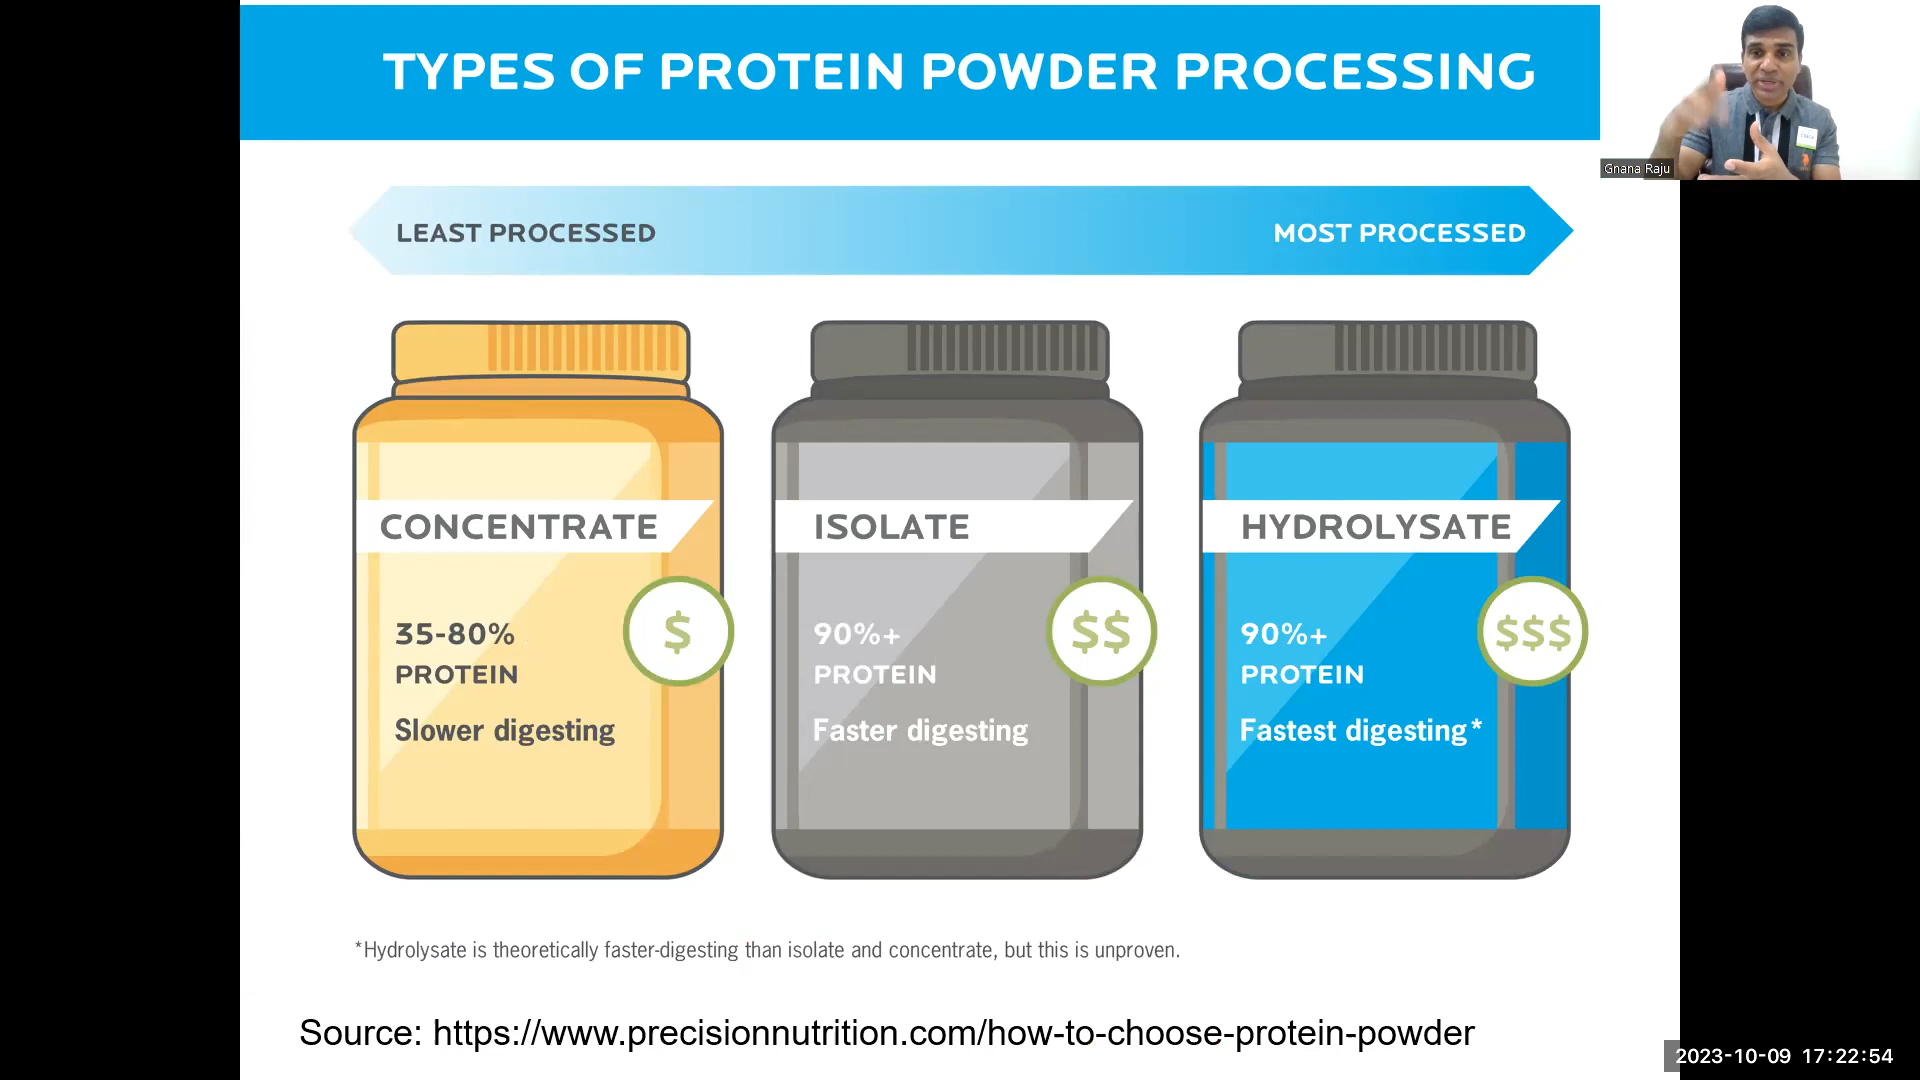 TYPES OF PROTEIN POWDER PROCESSING
Gnana Raju
LEAST PROCESSED
MOST PROCESSED
CONCENTRATE
35-80%
PROTEIN
Slower digesting
$
ISOLATE
90%+
PROTEIN
Faster digesting
$$
HYDROLYSATE
90%+
PROTEIN
Fastest digesting*
$$$
*Hydrolysate is theoretically faster-digesting than isolate and concentrate, but this is unproven.
Source: https://www.precisionnutrition.com/how-to-choose-protein-powder
2023-10-09 17:22:54